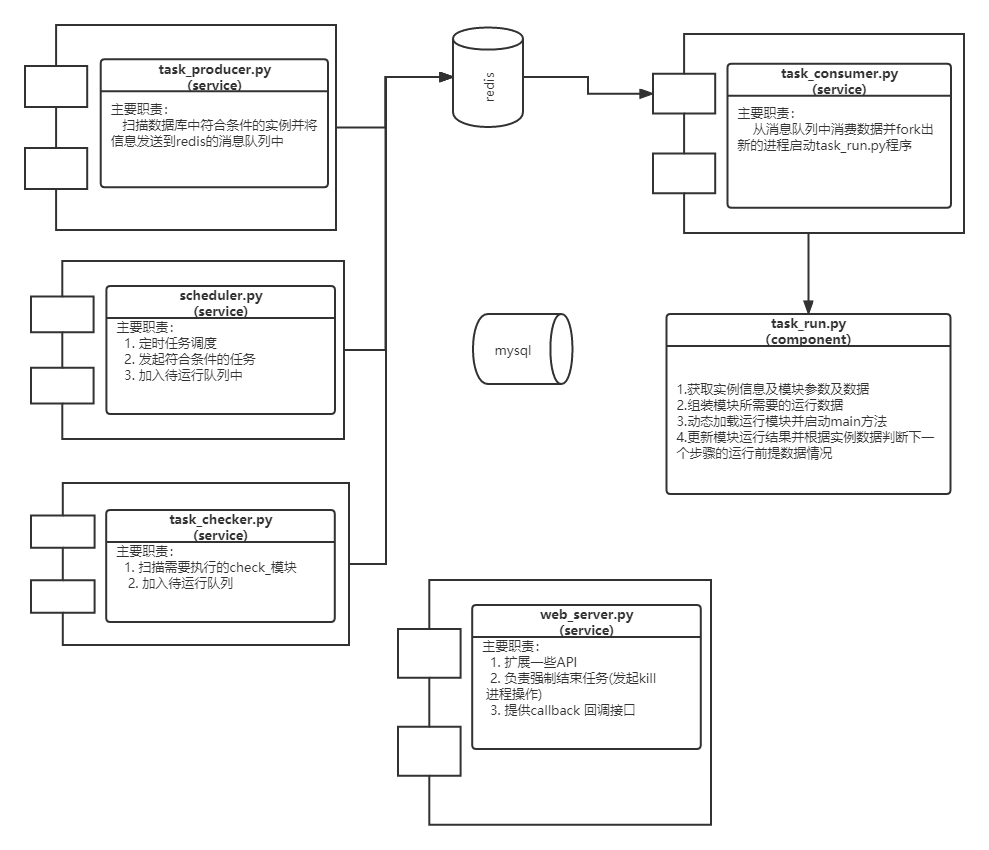 task_producer.py
(service)
主要职责：
扫描数据库中符合条件的实例并将
信息发送到redis的消息队列中
redis
task_consumer.py
(service)
主要职责：
从消息队列中消费数据并fork出
新的进程启动task_run.py程序
scheduler.py
(service)
主要职责：
1. 定时任务调度
2. 发起符合条件的任务
3. 加入待运行队列中
mysql
task_run.py
(component)
1.获取实例信息及模块参数及数据
2.组装模块所需要的运行数据
3.动态加载运行模块并启动main方法
4.更新模块运行结果并根据实例数据判断下一
个步骤的运行前提数据情况
task_checker.py
(service)
主要职责：
1. 扫描需要执行的check_模块
2. 加入待运行队列
web_server.py
(service)
主要职责：
1. 扩展一些API
2. 负责强制结束任务(发起kill
进程操作)
3. 提供callback 回调接口